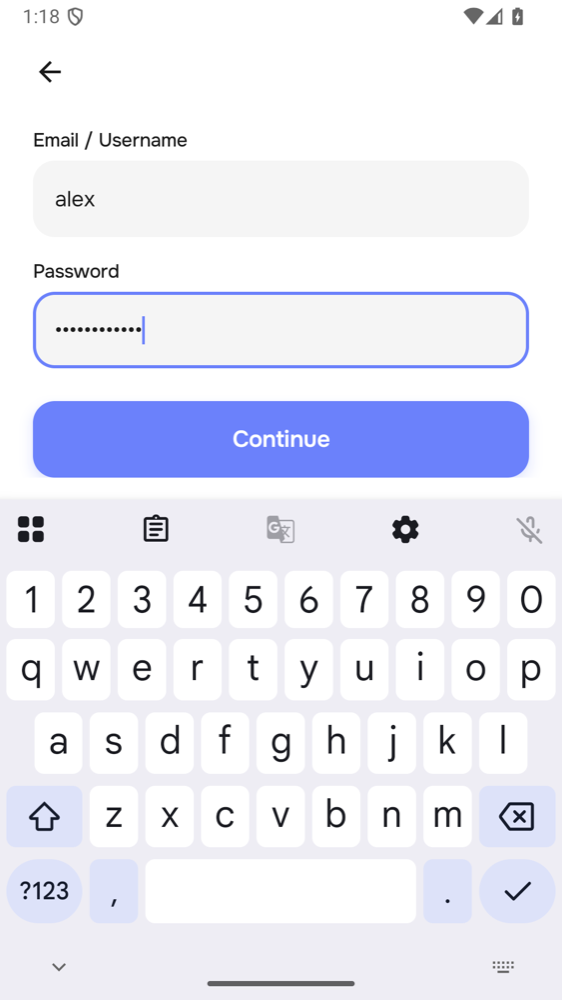 1:18
Email / Username
alex
Password
••••••••••••
Continue
1 2 3 4 5 6 7 8 9 0
q w e r t y u i o p
a s d f g h j k l
z x c v b n m
?123 , .